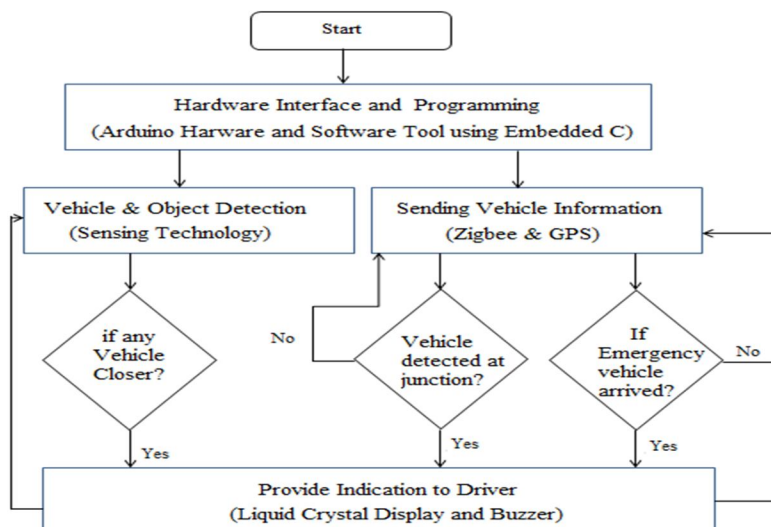 Start
Hardware Interface and Programming
(Arduino Harware and Software Tool using Embedded C)
Vehicle & Object Detection
(Sensing Technology)
Sending Vehicle Information
(Zigbee & GPS)
if any
Vehicle
Closer?
No
Vehicle
detected at
junction?
If
Emergency
vehicle
arrived?
No
Yes
Yes
Yes
Provide Indication to Driver
(Liquid Crystal Display and Buzzer)